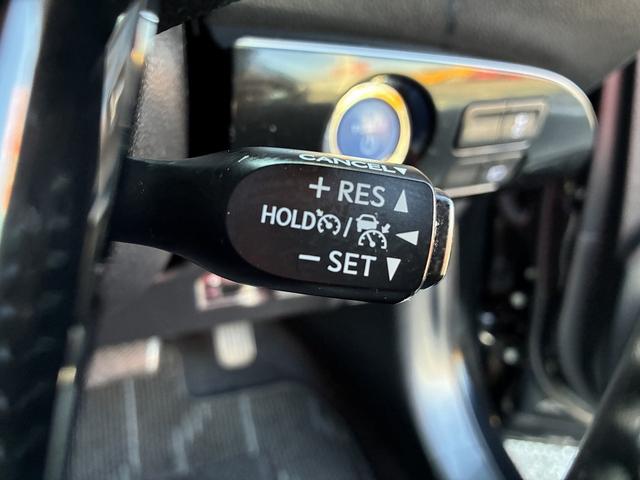 CANCEL
+ RES
HOLD /
− SET